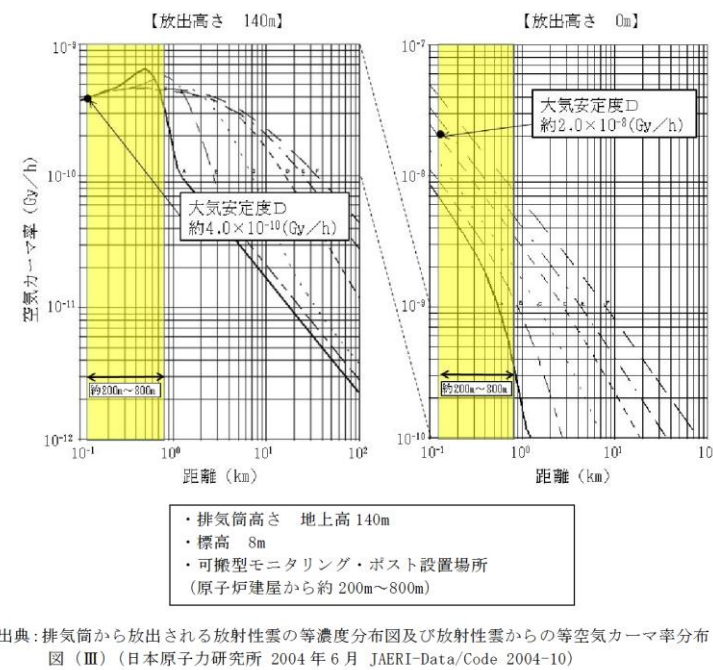 【放出高さ 140m】
【放出高さ 0m】
10⁻⁹
10⁻¹⁰
10⁻¹¹
10⁻¹²
空気カーマ率 (Gy/h)
大気安定度D
約4.0×10⁻¹⁰(Gy/h)
約200m~800m
10⁻¹
10⁰
10¹
10²
距離 (km)
10⁻⁷
10⁻⁸
10⁻⁹
10⁻¹⁰
大気安定度D
約2.0×10⁻⁸(Gy/h)
約200m~800m
10⁻¹
10⁰
10¹
距離 (km)
・排気筒高さ 地上高 140m
・標高 8m
・可搬型モニタリング・ポスト設置場所
(原子炉建屋から約 200m~800m)
出典:排気筒から放出される放射性雲の等濃度分布図及び放射性雲からの等空気カーマ率分布
図(Ⅲ)(日本原子力研究所 2004年6月 JAERI-Data/Code 2004-10)